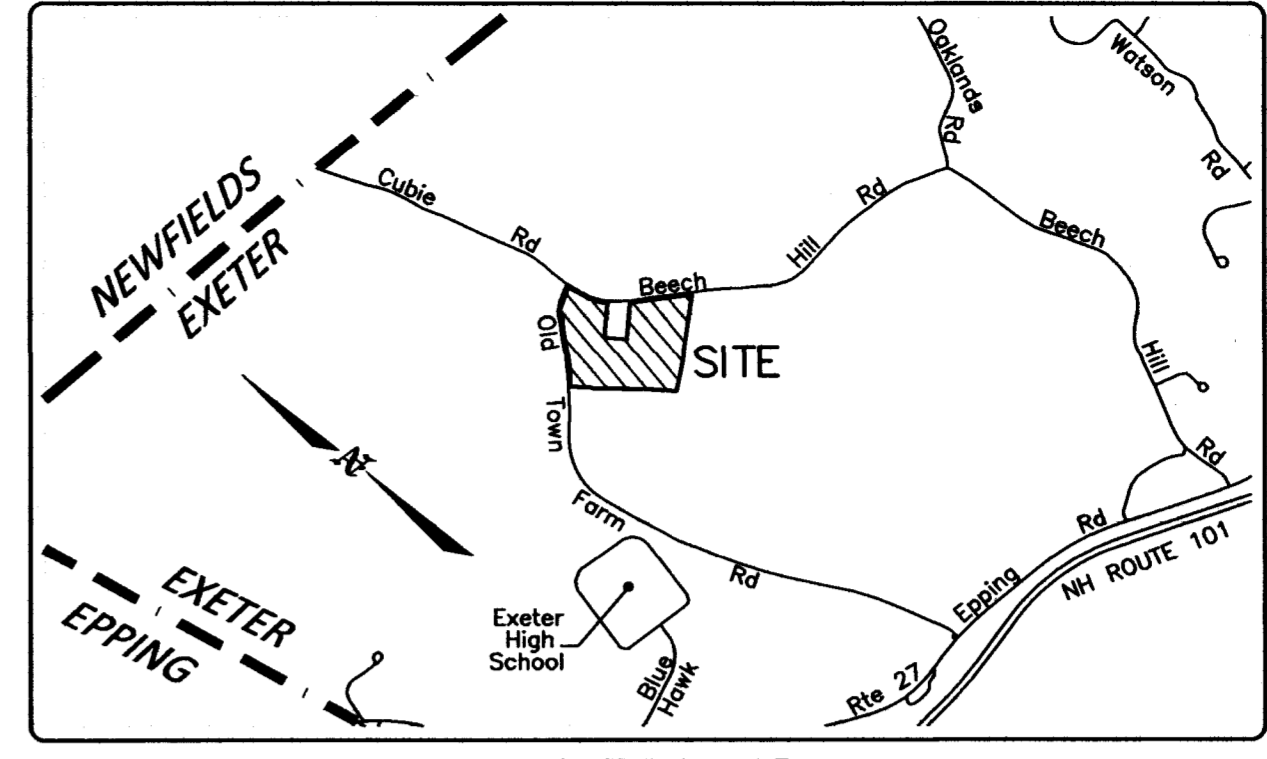 Oaklands Rd
Watson Rd
NEWFIELDS
EXETER
Cubie Rd
Beech Hill Rd
Beech Hill Rd
SITE
Old Town Farm Rd
EXETER
EPPING
Exeter
High
School
Blue
Hawk
Epping Rd
Rte 27
NH ROUTE 101